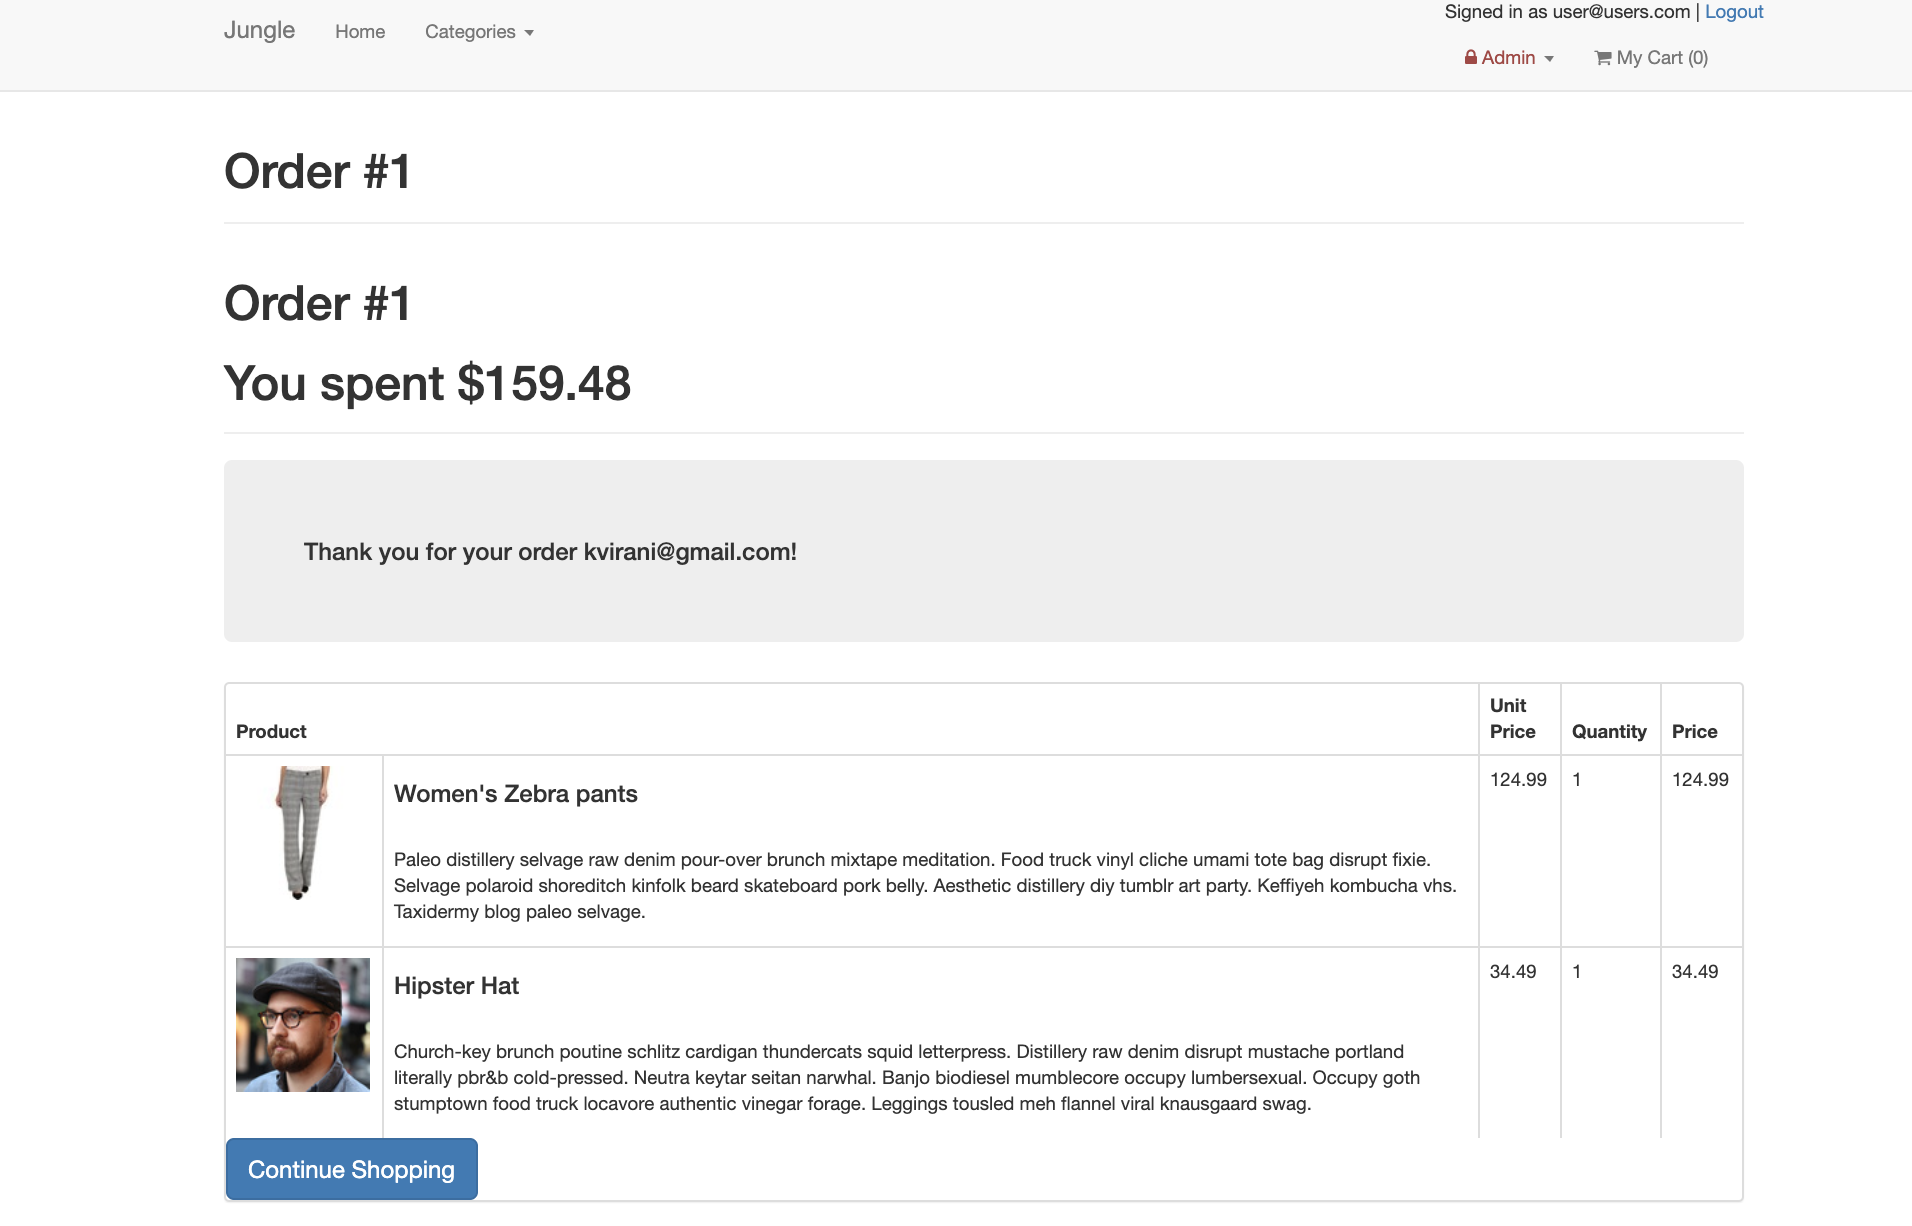 Signed in as user@users.com | Logout
Jungle Home Categories
Admin My Cart (0)
Order #1
Order #1
You spent $159.48
Thank you for your order kvirani@gmail.com!
Product Unit Price Quantity Price
Women's Zebra pants 124.99 1 124.99
Paleo distillery selvage raw denim pour-over brunch mixtape meditation. Food truck vinyl cliche umami tote bag disrupt fixie.
Selvage polaroid shoreditch kinfolk beard skateboard pork belly. Aesthetic distillery diy tumblr art party. Keffiyeh kombucha vhs.
Taxidermy blog paleo selvage.
Hipster Hat 34.49 1 34.49
Church-key brunch poutine schlitz cardigan thundercats squid letterpress. Distillery raw denim disrupt mustache portland
literally pbr&b cold-pressed. Neutra keytar seitan narwhal. Banjo biodiesel mumblecore occupy lumbersexual. Occupy goth
stumptown food truck locavore authentic vinegar forage. Leggings tousled meh flannel viral knausgaard swag.
Continue Shopping